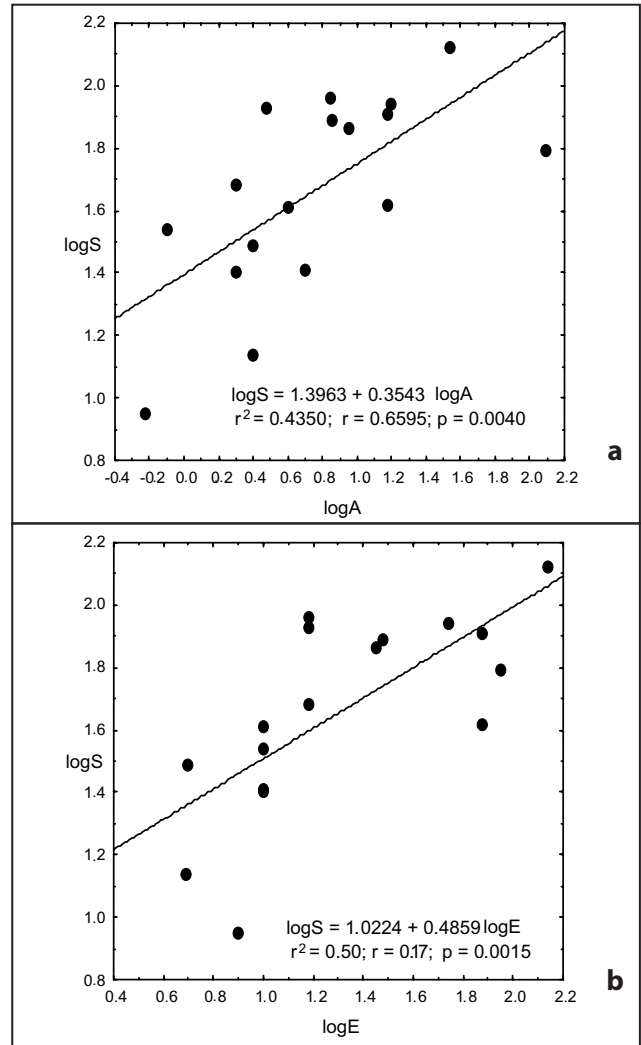 2,2
2.0
1.8
1.6
logS
1.4
1.2
1.0
0.8
-0.4 -0.2 0.0 0.2 0.4 0.6 0.8 1.0 1.2 1.4 1.6 1.8 2.0 2.2
logA
logS = 1.3963 + 0.3543 logA
r2 = 0.4350; r = 0.6595; p = 0.0040
a
2.2
2.0
1.8
1.6
logS
1.4
1.2
1.0
0.8
0.4 0.6 0.8 1.0 1.2 1.4 1.6 1.8 2.0 2.2
logE
logS = 1.0224 + 0.4859 logE
r2 = 0.50; r = 0.17; p = 0.0015
b